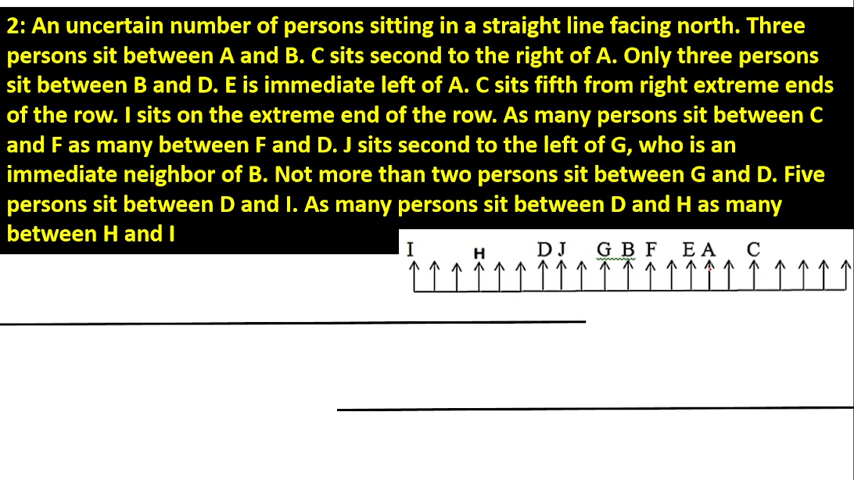 2: An uncertain number of persons sitting in a straight line facing north. Three
persons sit between A and B. C sits second to the right of A. Only three persons
sit between B and D. E is immediate left of A. C sits fifth from right extreme ends
of the row. I sits on the extreme end of the row. As many persons sit between C
and F as many between F and D. J sits second to the left of G, who is an
immediate neighbor of B. Not more than two persons sit between G and D. Five
persons sit between D and I. As many persons sit between D and H as many
between H and I
I H D J G B F E A C